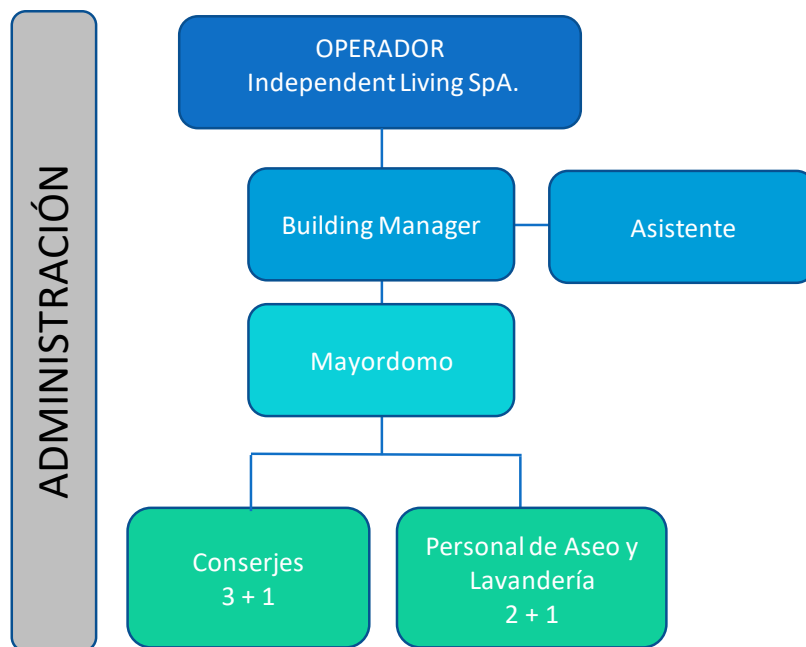 ADMINISTRACIÓN
OPERADOR
Independent Living SpA.
Building Manager
Asistente
Mayordomo
Conserjes
3 + 1
Personal de Aseo y
Lavandería
2 + 1